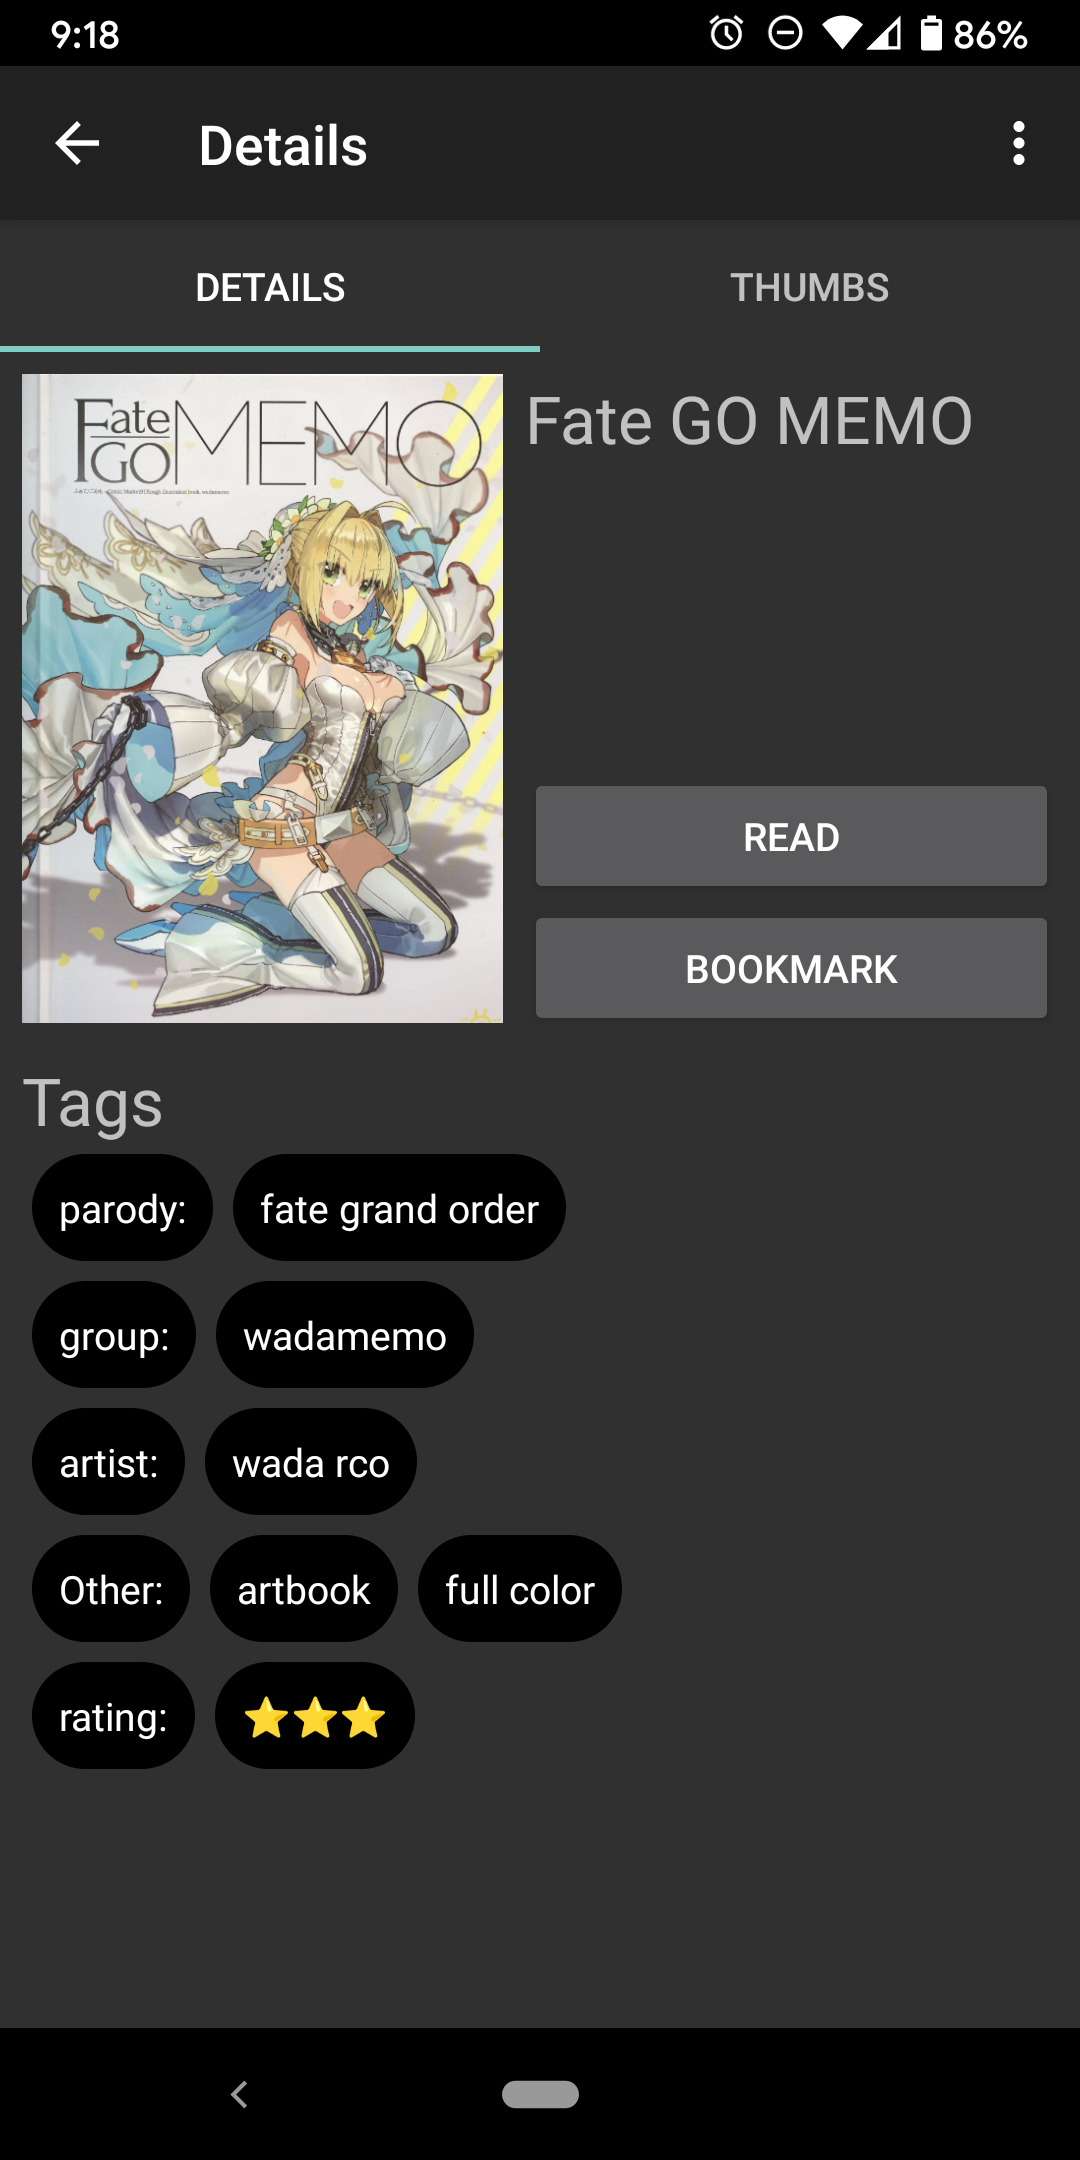 9:18
86%
Details
DETAILS
THUMBS
Fate
GO
MEMO
Fate GO MEMO
READ
BOOKMARK
Tags
parody:
fate grand order
group:
wadamemo
artist:
wada rco
Other:
artbook
full color
rating: